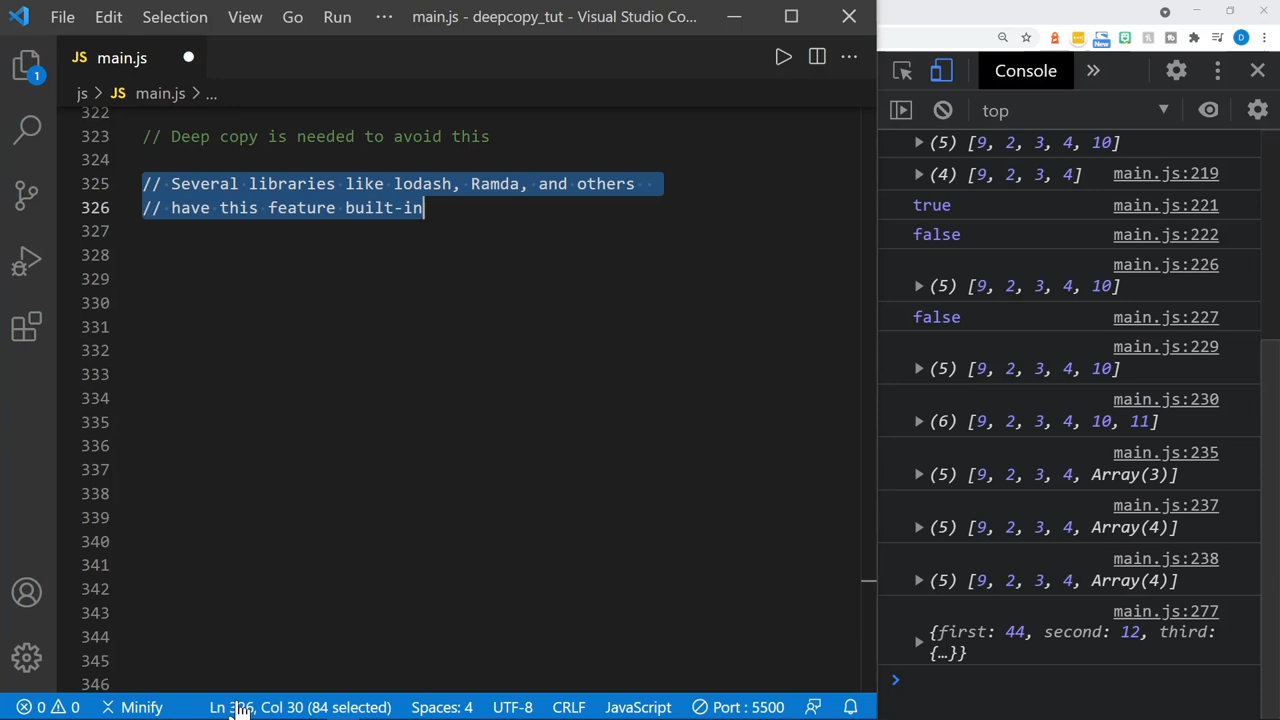 File Edit Selection View Go Run ··· main.js - deepcopy_tut - Visual Studio Co...
JS main.js
js > JS main.js > ...
1
322
323 // Deep copy is needed to avoid this
324
325 // Several libraries like lodash, Ramda, and others
326 // have this feature built-in
327
328
329
330
331
332
333
334
335
336
337
338
339
340
341
342
343
344
345
346
0 0 Minify Ln 326, Col 30 (84 selected) Spaces: 4 UTF-8 CRLF JavaScript Port : 5500
New D
Console »
top
(5) [9, 2, 3, 4, 10]
(4) [9, 2, 3, 4] main.js:219
true main.js:221
false main.js:222
main.js:226
(5) [9, 2, 3, 4, 10]
false main.js:227
main.js:229
(5) [9, 2, 3, 4, 10]
main.js:230
(6) [9, 2, 3, 4, 10, 11]
main.js:235
(5) [9, 2, 3, 4, Array(3)]
main.js:237
(5) [9, 2, 3, 4, Array(4)]
main.js:238
(5) [9, 2, 3, 4, Array(4)]
main.js:277
{first: 44, second: 12, third:
{…}}
>